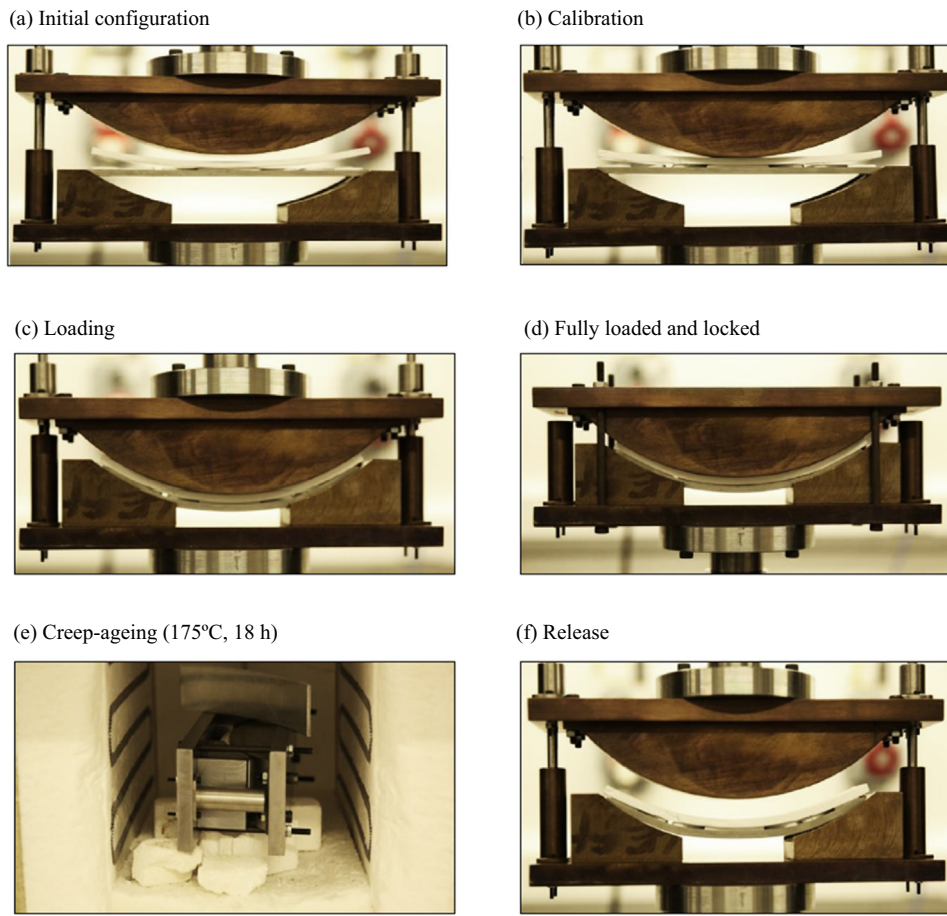 (a) Initial configuration
(b) Calibration
(c) Loading
(d) Fully loaded and locked
(e) Creep-ageing (175ºC, 18 h)
(f) Release